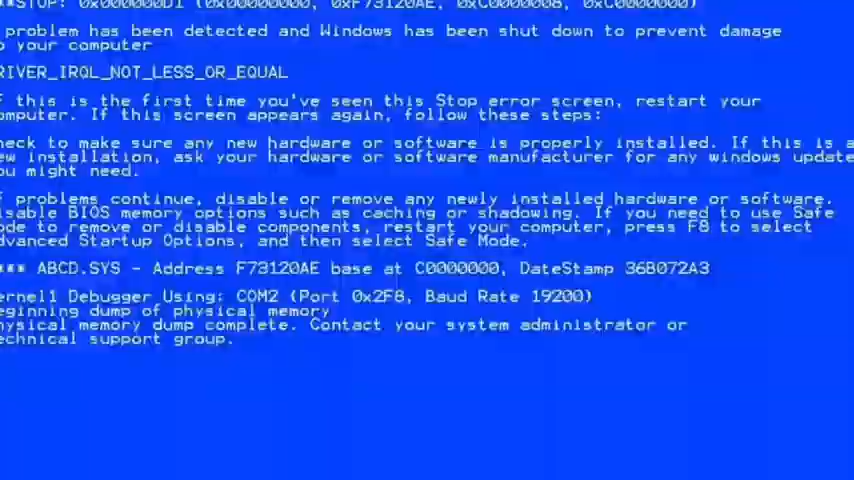 **STOP: 0x000000D1 (0x00000000, 0xF73120AE, 0xC0000008, 0xC0000000)
problem has been detected and Windows has been shut down to prevent damage
o your computer
RIVER_IRQL_NOT_LESS_OR_EQUAL
f this is the first time you've seen this Stop error screen, restart your
omputer. If this screen appears again, follow these steps:
heck to make sure any new hardware or software is properly installed. If this is a
ew installation, ask your hardware or software manufacturer for any windows update
ou might need.
f problems continue, disable or remove any newly installed hardware or software.
isable BIOS memory options such as caching or shadowing. If you need to use Safe
ode to remove or disable components, restart your computer, press F8 to select
dvanced Startup Options, and then select Safe Mode.
*** ABCD.SYS - Address F73120AE base at C0000000, DateStamp 36B072A3
ernel1 Debugger Using: COM2 (Port 0x2F8, Baud Rate 19200)
eginning dump of physical memory
hysical memory dump complete. Contact your system administrator or
echnical support group.